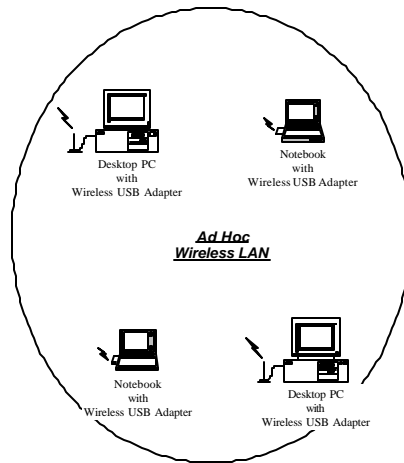 Desktop PC
with
Wireless USB Adapter
Notebook
with
Wireless USB Adapter
Ad Hoc
Wireless LAN
Notebook
with
Wireless USB Adapter
Desktop PC
with
Wireless USB Adapter